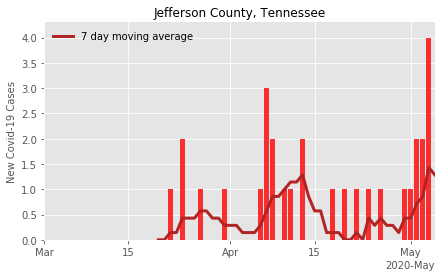 Jefferson County, Tennessee
7 day moving average
New Covid-19 Cases
4.0
3.5
3.0
2.5
2.0
1.5
1.0
0.5
0.0
Mar 15 Apr 15 May
2020-May